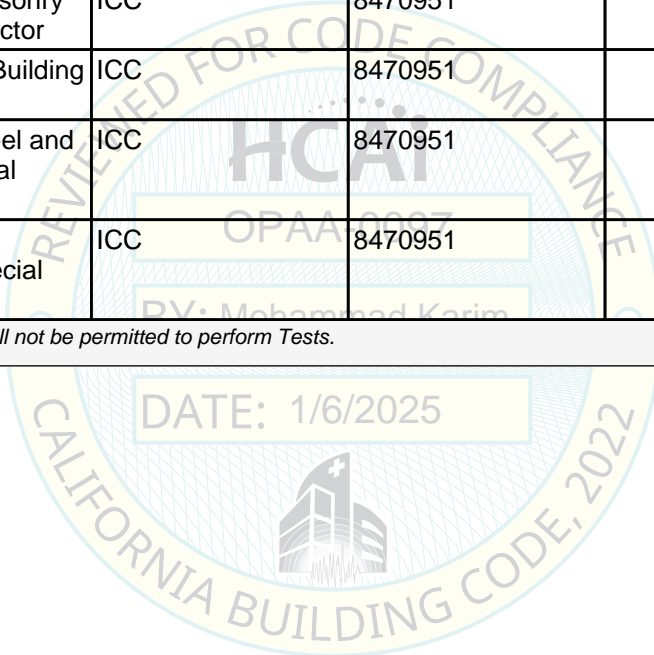 sonry ICC 8470951
ctor
Building ICC 8470951
el and ICC 8470951
al
ICC 8470951
ecial
ll not be permitted to perform Tests.
REVIEWED FOR CODE COMPLIANCE
HCAi
OPAA-0097
BY: Mohammad Karim
DATE: 1/6/2025
CALIFORNIA BUILDING CODE, 2022